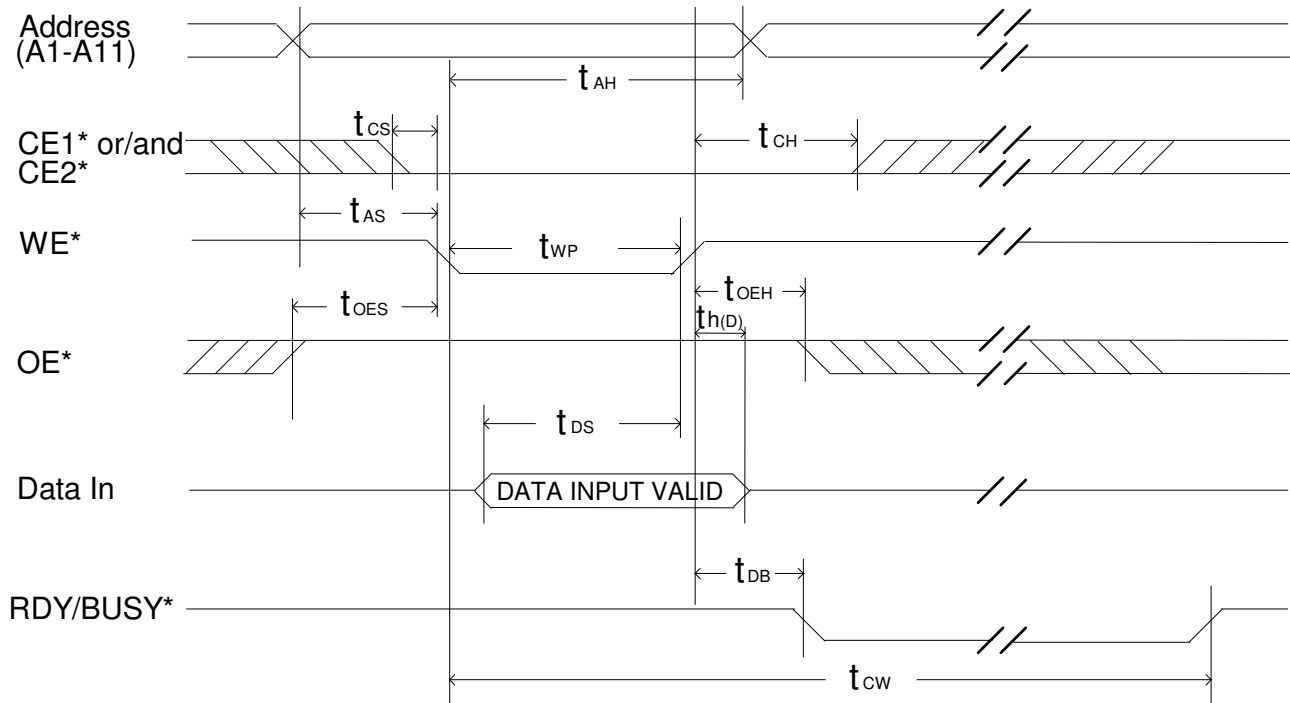 Address
(A1-A11)
tAH
tCS
CE1* or/and
CE2*
tCH
tAS
WE*
tWP
tOES
tOEH
th(D)
OE*
tDS
Data In
DATA INPUT VALID
tDB
RDY/BUSY*
tCW